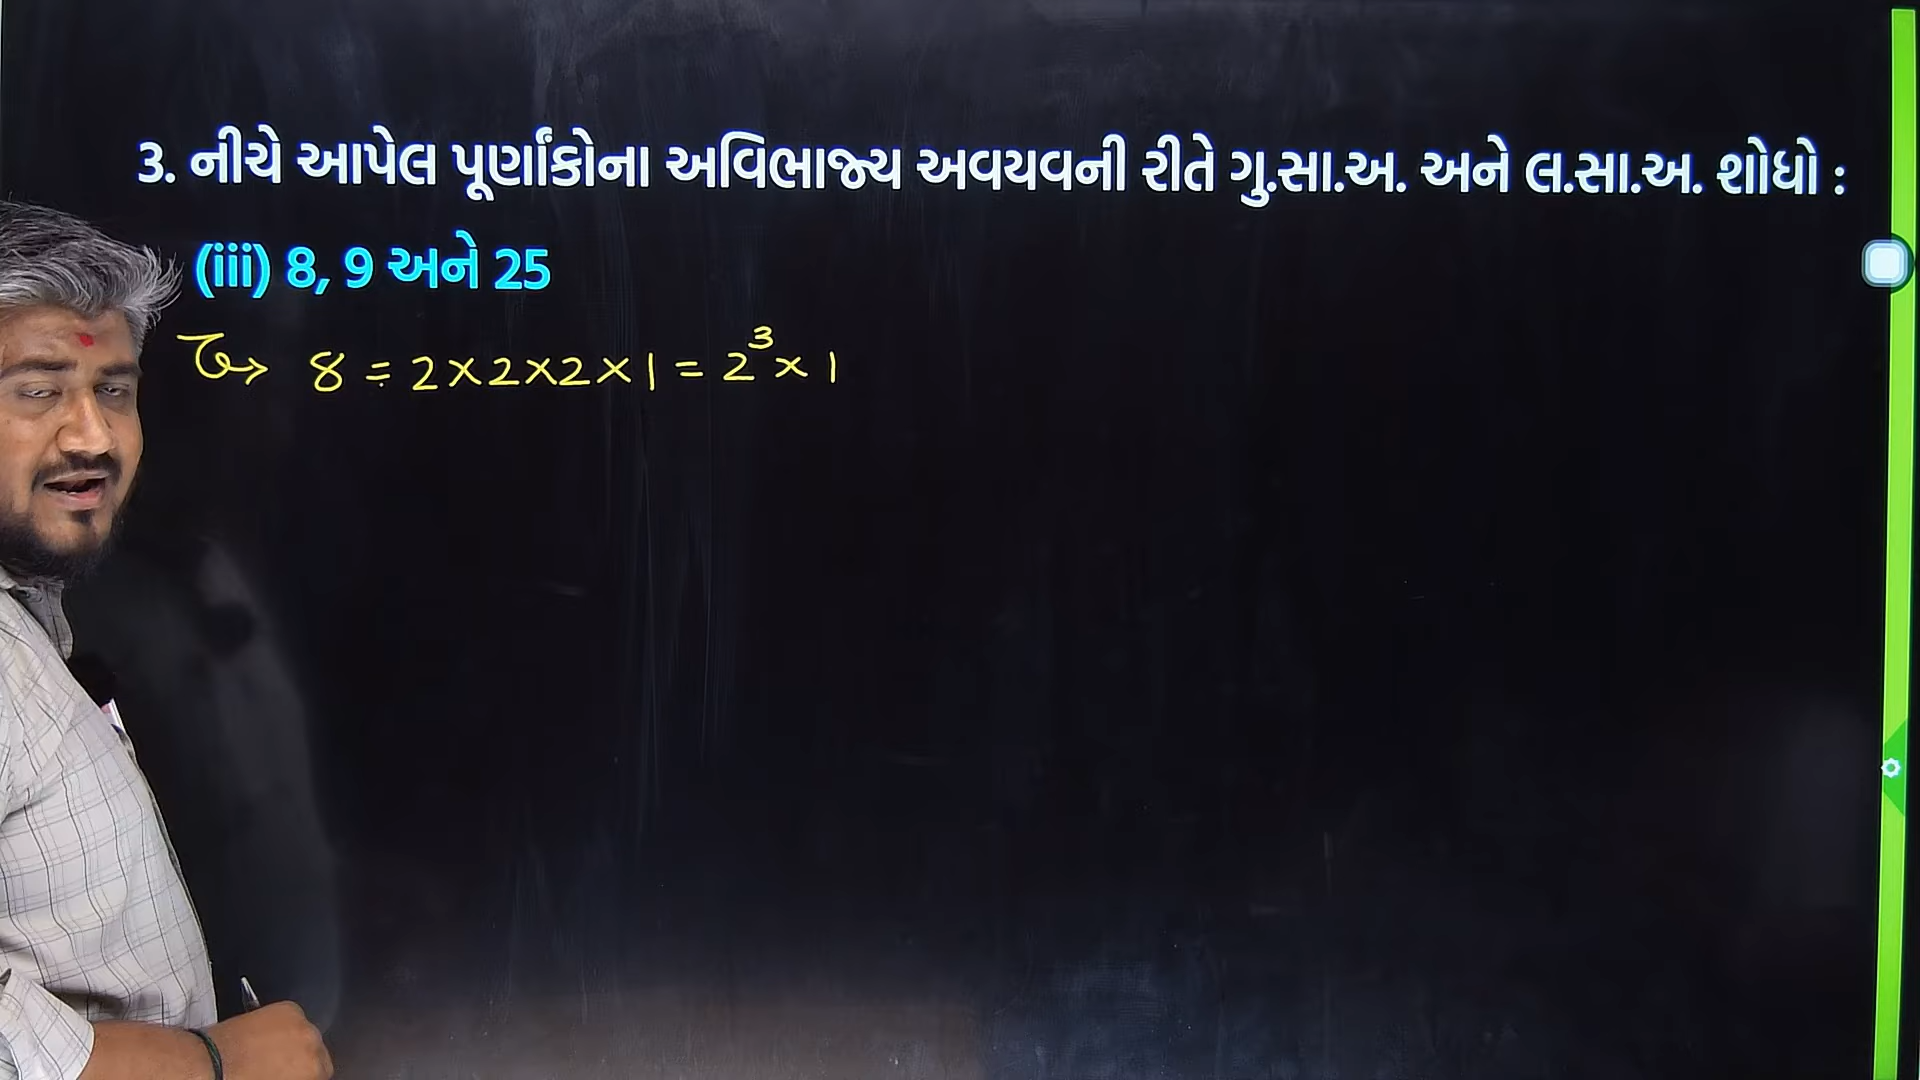 3. નીચે આપેલ પૂર્ણાંકોના અવિભાજ્ય અવયવની રીતે ગુ.સા.અ. અને લ.સા.અ. શોધો :
(iii) 8, 9 અને 25
8 = 2×2×2×1 = 2³×1